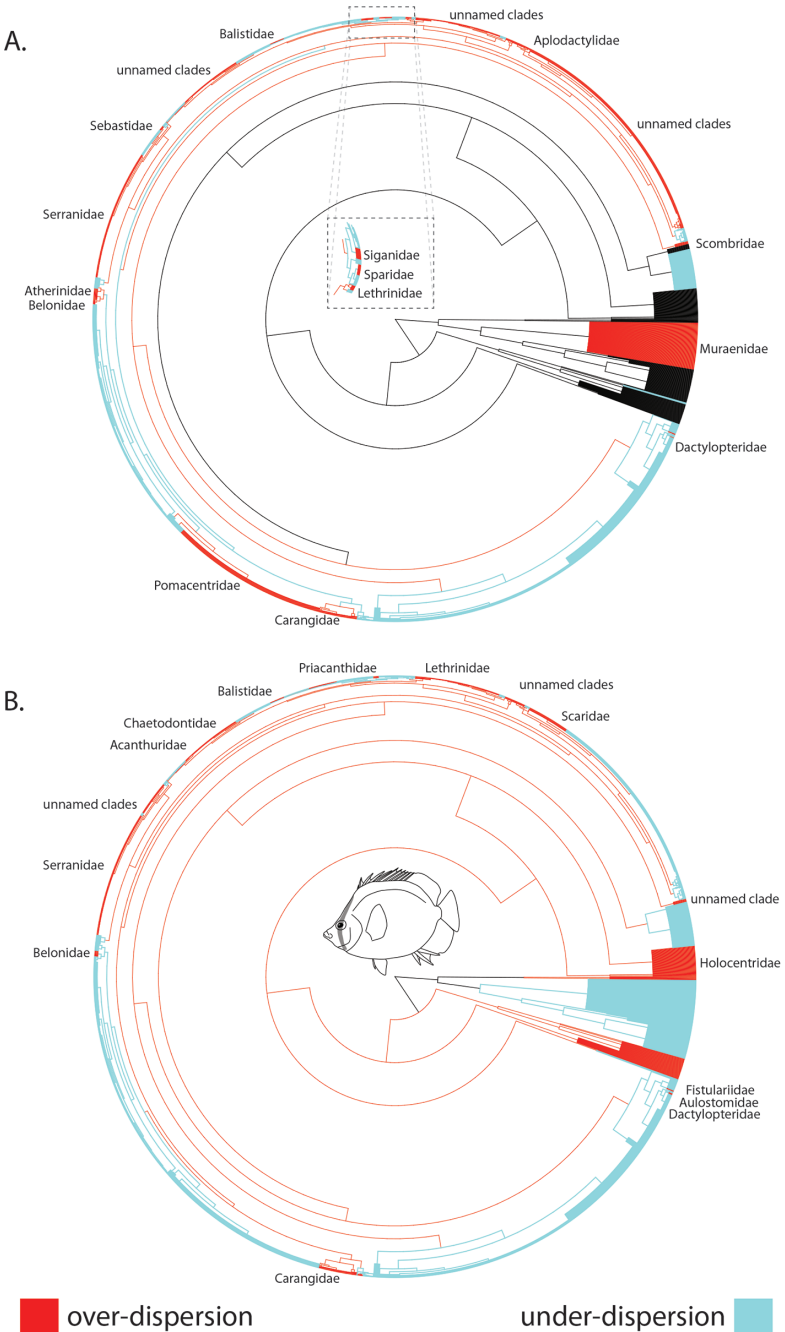 A.
unnamed clades
Balistidae
Aplodactylidae
unnamed clades
unnamed clades
Sebastidae
Serranidae
Scombridae
Siganidae
Sparidae
Lethrinidae
Atherinidae
Belonidae
Muraenidae
Dactylopteridae
Pomacentridae
Carangidae
B.
Priacanthidae
Lethrinidae
unnamed clades
Balistidae
Scaridae
Chaetodontidae
Acanthuridae
unnamed clades
Serranidae
unnamed clade
Belonidae
Holocentridae
Fistulariidae
Aulostomidae
Dactylopteridae
Carangidae
over-dispersion
under-dispersion